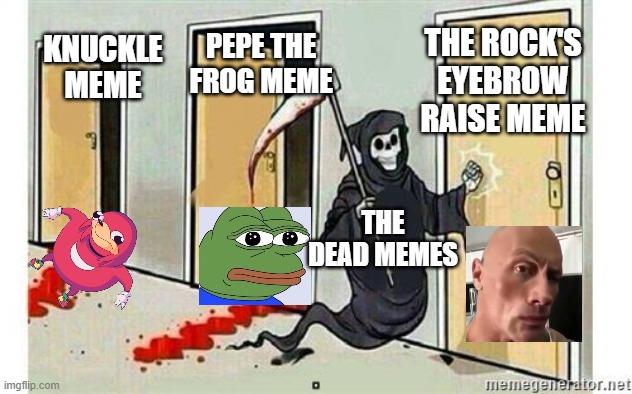 KNUCKLE
MEME
PEPE THE
FROG MEME
THE ROCK'S
EYEBROW
RAISE MEME
THE
DEAD MEMES
imgflip.com
memegenerator.net